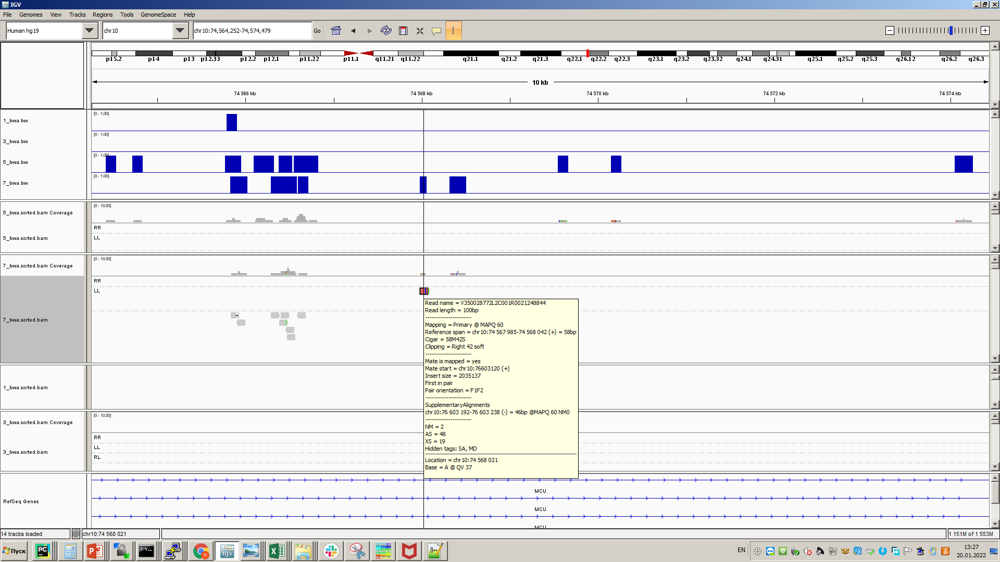 IGV
File Genomes View Tracks Regions Tools GenomeSpace Help
Human hg19 chr10 chr10:74,564,252-74,574,479 Go
p15.2 p14 p13 p12.33 p12.2 p12.1 p11.22 p11.1 q11.21 q11.22 q21.1 q21.2 q21.3 q22.1 q22.2 q22.3 q23.1 q23.2 q23.32 q24.1 q24.31 q25.1 q25.2 q25.3 q26.12 q26.2 q26.3
10 kb
74 566 kb 74 568 kb 74 570 kb 74 572 kb 74 574 kb
[0 - 1,00]
1_bwa.bw
[0 - 1,00]
3_bwa.bw
[0 - 1,00]
5_bwa.bw
[0 - 1,00]
7_bwa.bw
[0 - 10,00]
5_bwa.sorted.bam Coverage
RR
5_bwa.sorted.bam
LL
[0 - 10,00]
7_bwa.sorted.bam Coverage
RR
LL
7_bwa.sorted.bam
Read name = V350028772L2C001R0021248844
Read length = 100bp
----------------------
Mapping = Primary @ MAPQ 60
Reference span = chr10:74 567 985-74 568 042 (+) = 58bp
Cigar = 58M42S
Clipping = Right 42 soft
----------------------
Mate is mapped = yes
Mate start = chr10:76603120 (+)
Insert size = 2035137
First in pair
Pair orientation = F1F2
----------------------
SupplementaryAlignments
chr10:76 603 192-76 603 238 (-) = 46bp @MAPQ 60 NM0
----------------------
NM = 2
AS = 48
XS = 19
Hidden tags: SA, MD
Location = chr10:74 568 021
Base = A @ QV 37
1_bwa.sorted.bam
[0 - 10,00]
3_bwa.sorted.bam Coverage
RR
LL
3_bwa.sorted.bam
RL
MCU
RefSeq Genes
MCU
MCU
14 tracks loaded chr10:74 568 021 1 151M of 1 553M
Пуск PC P C:\ igv n++ EN 13:27
20.01.2022